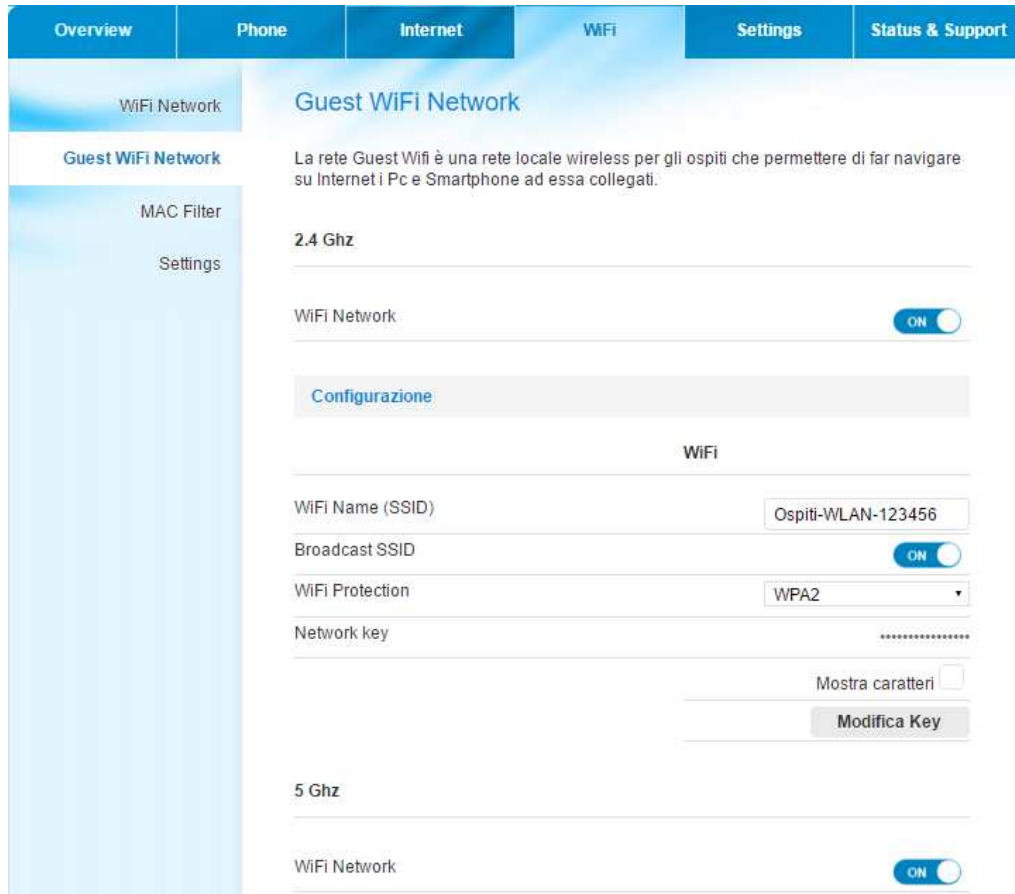 Overview Phone Internet WiFi Settings Status & Support
WiFi Network
Guest WiFi Network
MAC Filter
Settings
Guest WiFi Network
La rete Guest Wifi è una rete locale wireless per gli ospiti che permettere di far navigare
su Internet i Pc e Smartphone ad essa collegati.
2.4 Ghz
WiFi Network ON
Configurazione
WiFi
WiFi Name (SSID) Ospiti-WLAN-123456
Broadcast SSID ON
WiFi Protection WPA2
Network key ••••••••••••••••
Mostra caratteri
Modifica Key
5 Ghz
WiFi Network ON